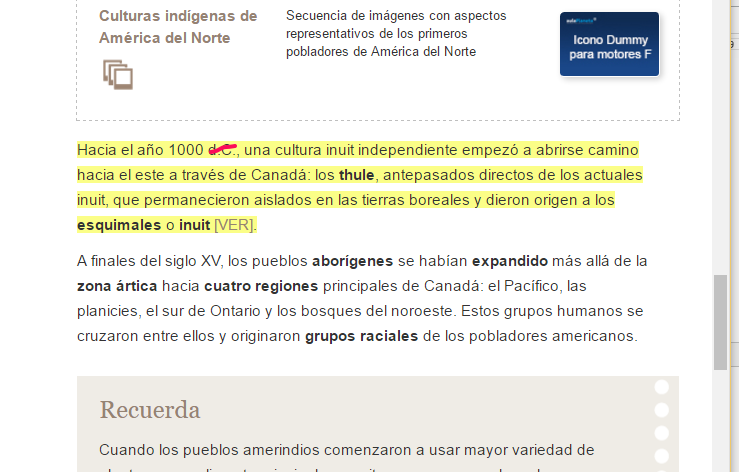 Culturas indígenas de
América del Norte
Secuencia de imágenes con aspectos
representativos de los primeros
pobladores de América del Norte
Icono Dummy
para motores F
Hacia el año 1000 d.C., una cultura inuit independiente empezó a abrirse camino
hacia el este a través de Canadá: los thule, antepasados directos de los actuales
inuit, que permanecieron aislados en las tierras boreales y dieron origen a los
esquimales o inuit [VER].
A finales del siglo XV, los pueblos aborígenes se habían expandido más allá de la
zona ártica hacia cuatro regiones principales de Canadá: el Pacífico, las
planicies, el sur de Ontario y los bosques del noroeste. Estos grupos humanos se
cruzaron entre ellos y originaron grupos raciales de los pobladores americanos.
Recuerda
Cuando los pueblos amerindios comenzaron a usar mayor variedad de